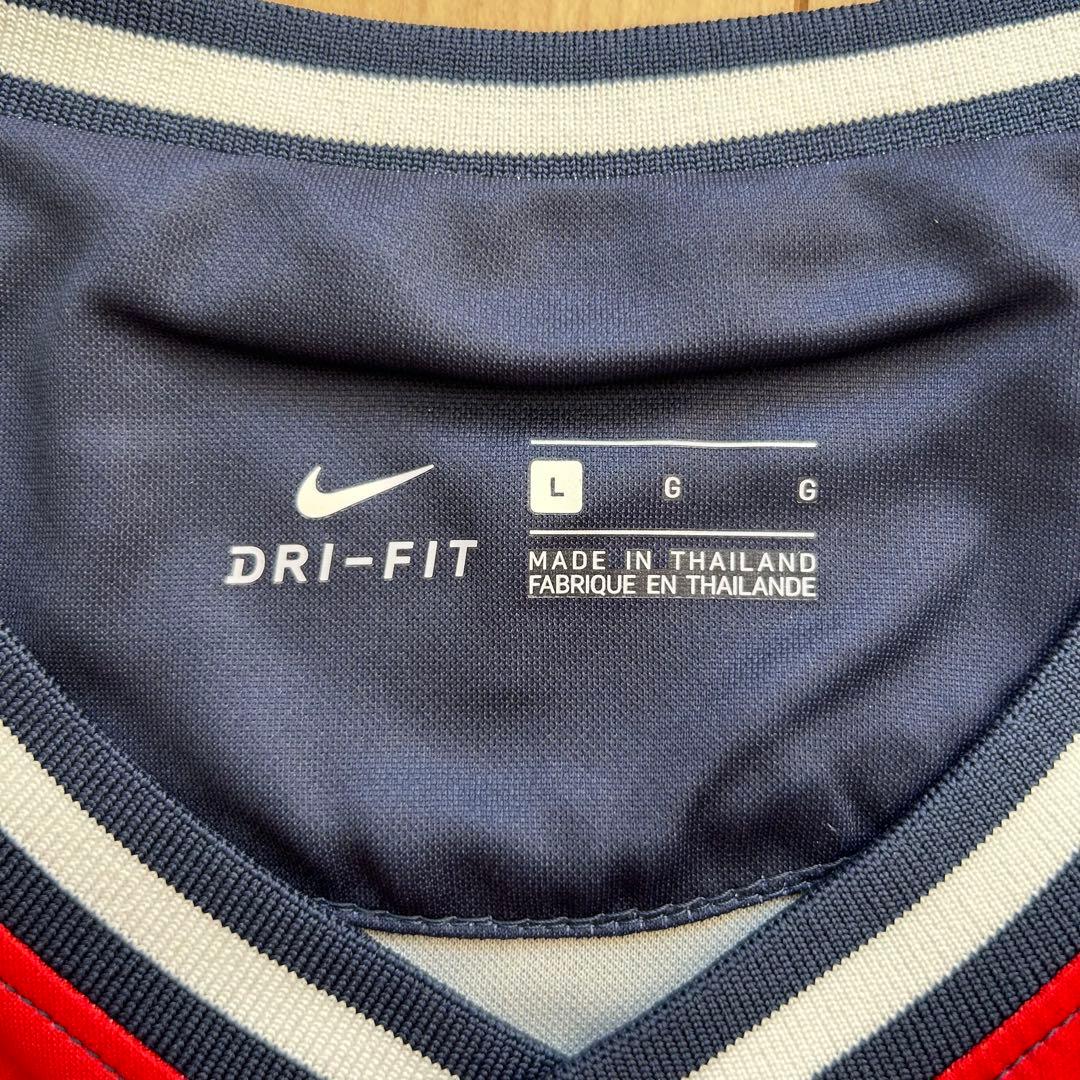 DRI-FIT
L G G
MADE IN THAILAND
FABRIQUE EN THAILANDE